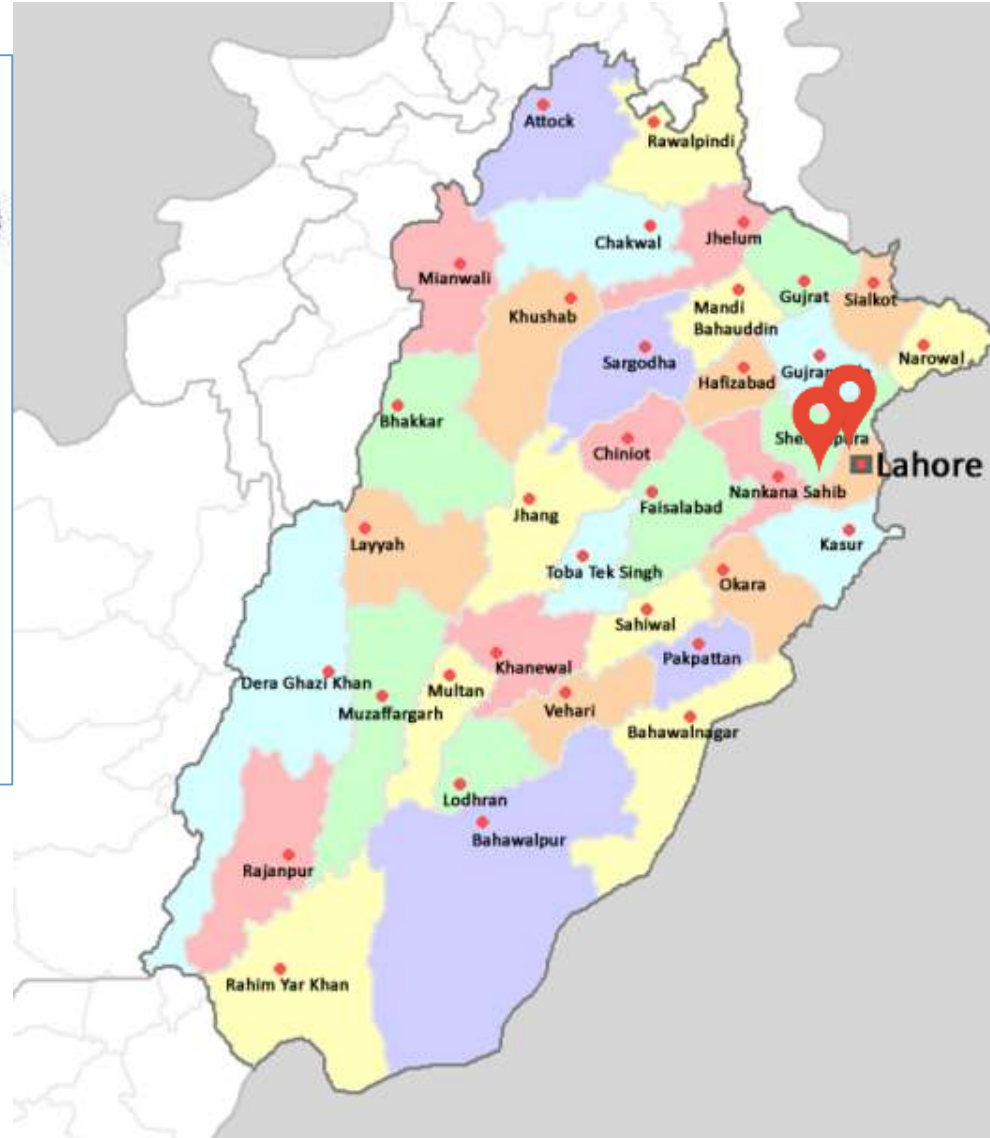 Attock
Rawalpindi
Chakwal
Jhelum
Mianwali
Gujrat
Sialkot
Khushab
Mandi
Bahauddin
Sargodha
Narowal
Hafizabad
Bhakkar
Chiniot
Lahore
Nankana Sahib
Faisalabad
Jhang
Layyah
Kasur
Toba Tek Singh
Okara
Sahiwal
Pakpattan
Khanewal
Dera Ghazi Khan
Multan
Muzaffargarh
Vehari
Bahawalnagar
Lodhran
Bahawalpur
Rajanpur
Rahim Yar Khan